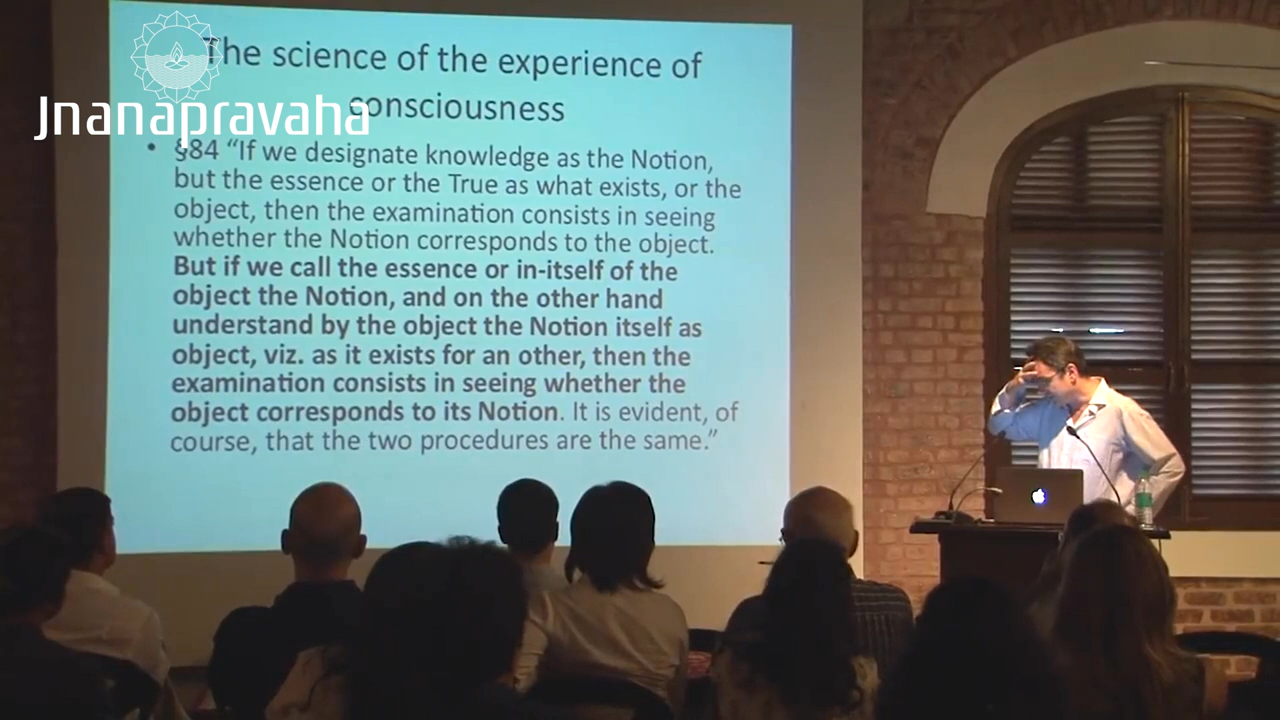 The science of the experience of
consciousness
Jnanapravaha
• §84 “If we designate knowledge as the Notion,
but the essence or the True as what exists, or the
object, then the examination consists in seeing
whether the Notion corresponds to the object.
But if we call the essence or in-itself of the
object the Notion, and on the other hand
understand by the object the Notion itself as
object, viz. as it exists for an other, then the
examination consists in seeing whether the
object corresponds to its Notion. It is evident, of
course, that the two procedures are the same.”